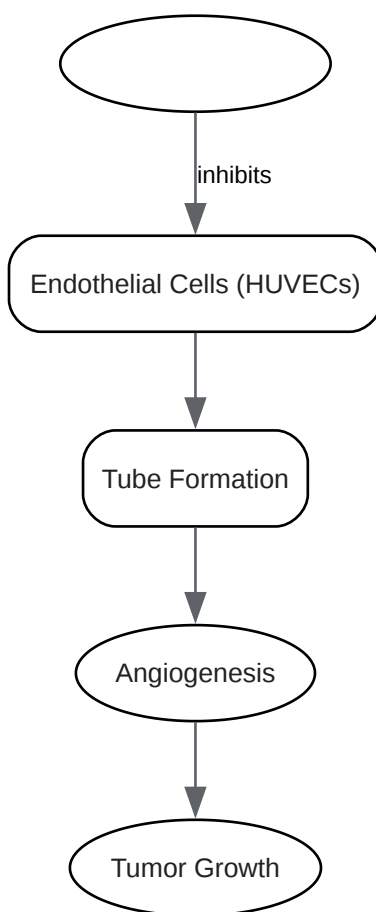 inhibits
Endothelial Cells (HUVECs)
Tube Formation
Angiogenesis
Tumor Growth